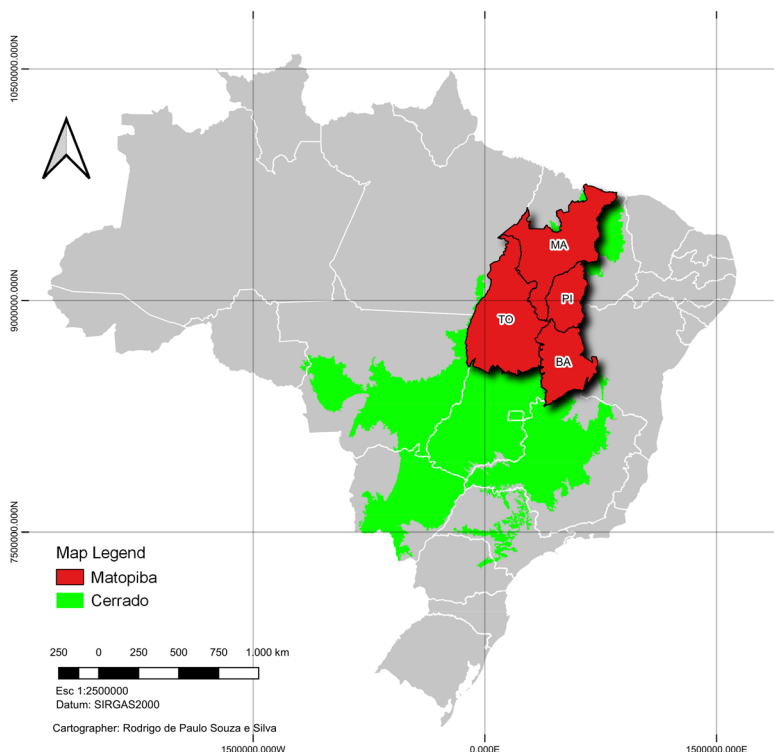 10500000.000N
9000000.000N
7500000.000N
MA
PI
TO
BA
Map Legend
Matopiba
Cerrado
250 0 250 500 750 1.000 km
Esc 1:2500000
Datum: SIRGAS2000
Cartographer: Rodrigo de Paulo Souza e Silva
1500000.000W 0.000E 1500000.000E